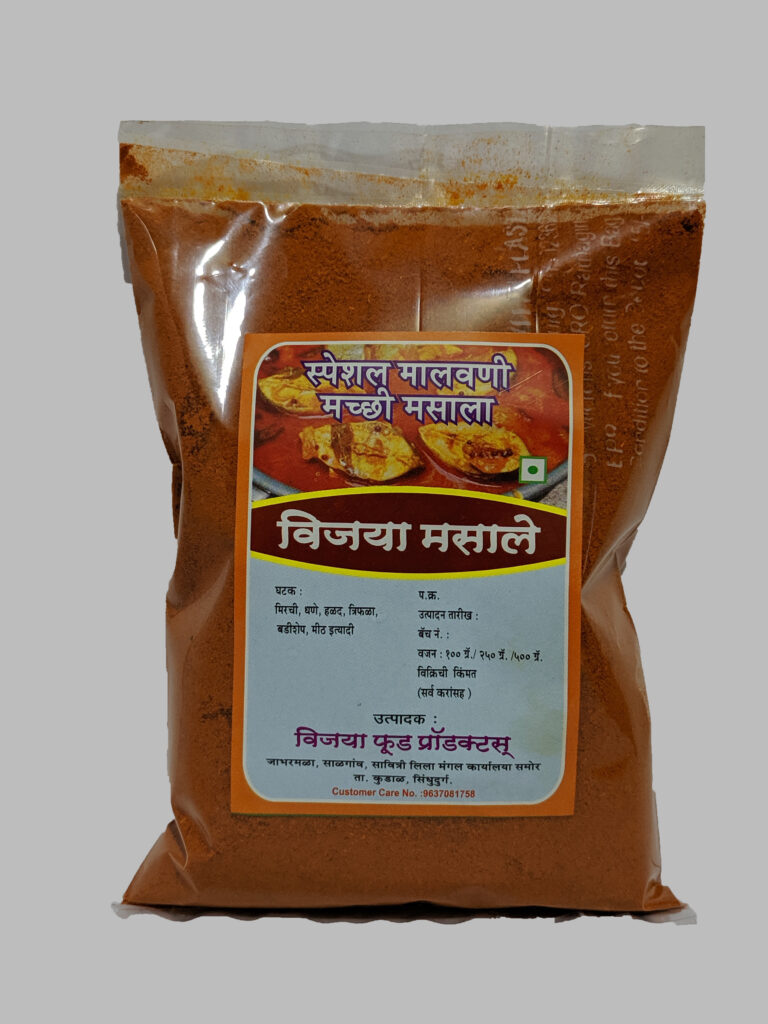 स्पेशल मालवणी
मच्छी मसाला
विजया मसाले
घटक :
मिरची, धणे, हळद, त्रिफळा,
बडीशेप, मीठ इत्यादी
प.क्र.
उत्पादन तारीख :
बॅच नं. :
वजन : १०० ग्रॅ./ २५० ग्रॅ. /५०० ग्रॅ.
विक्रिची किंमत
(सर्व करांसह )
उत्पादक :
विजया फूड प्रॉडक्टस्
जाभरमळा, साळगांव, सावित्री लिला मंगल कार्यालया समोर
ता. कुडाळ, सिंधुदुर्ग.
Customer Care No. :9637081758